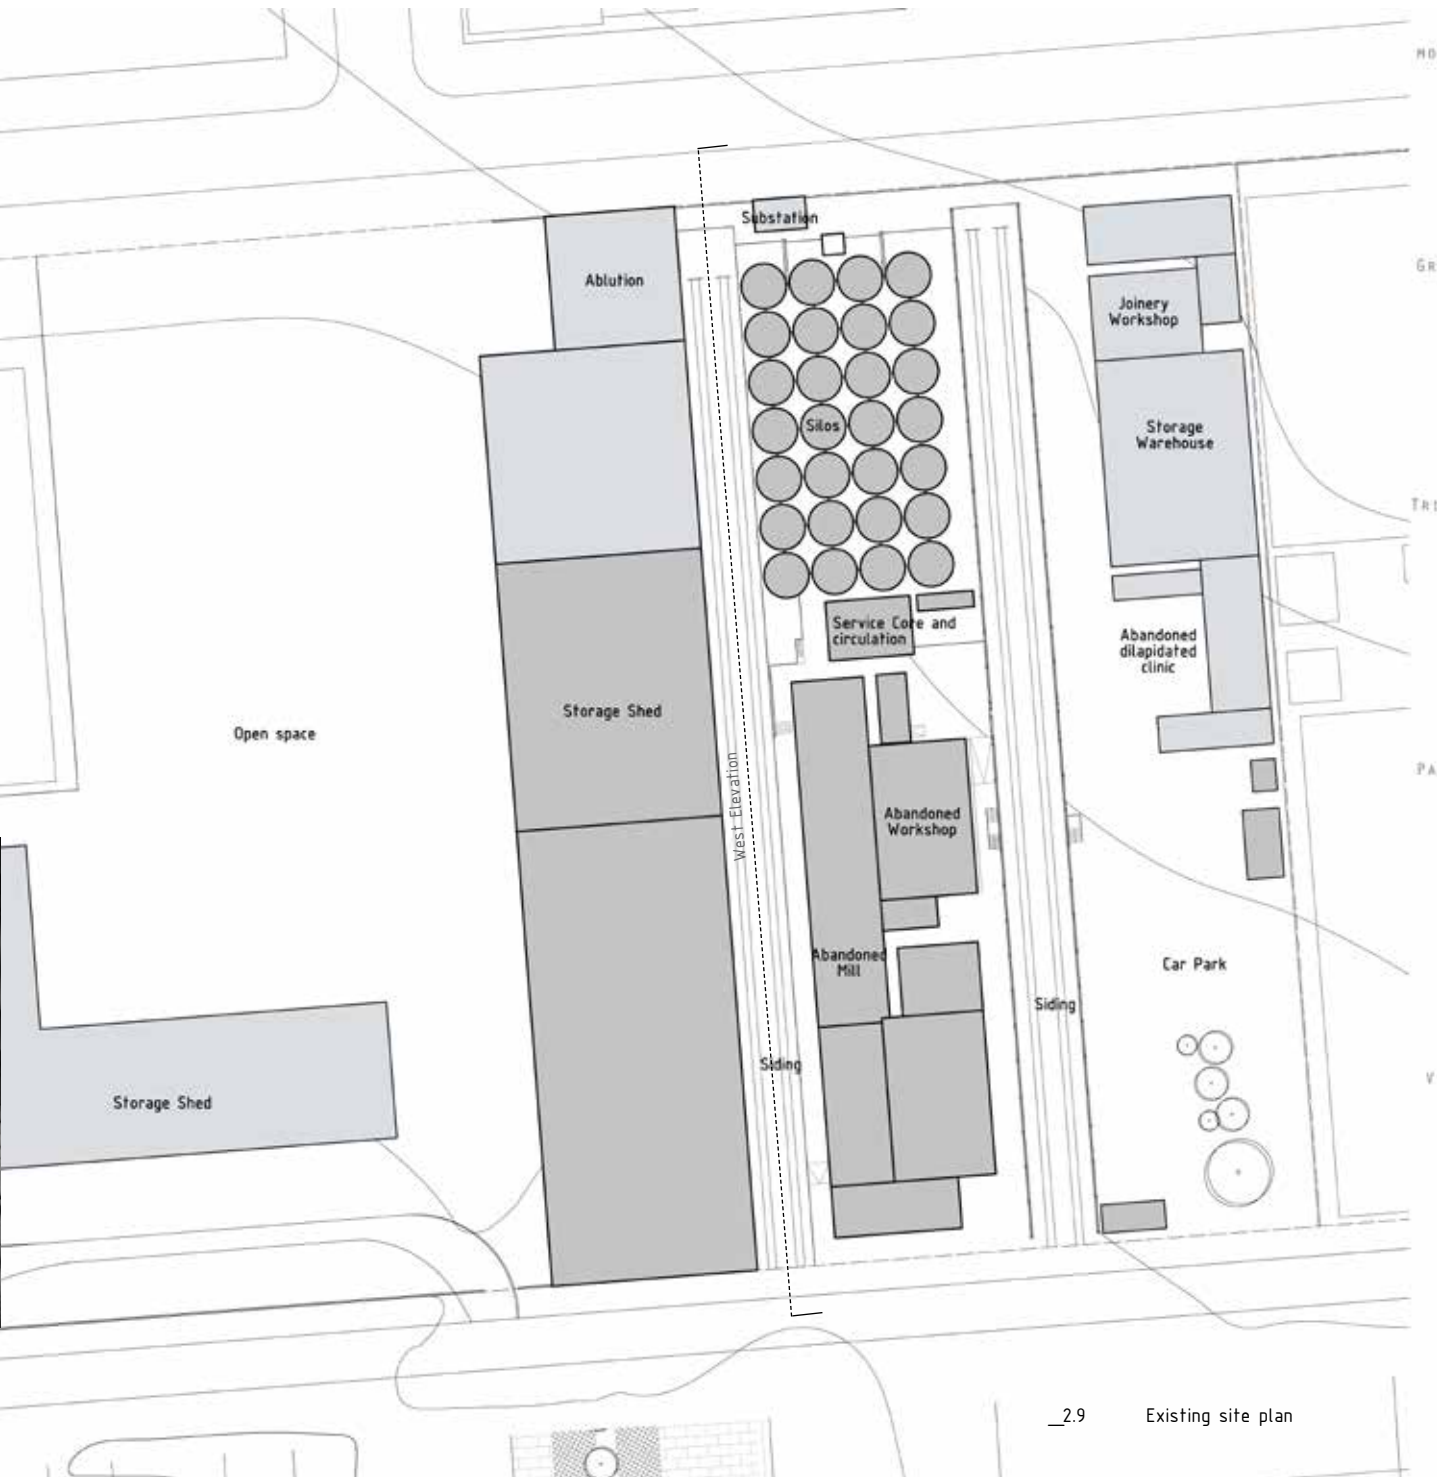 Substation
Ablution
Joinery
Workshop
Silos
Storage
Warehouse
Service Core and
circulation
Abandoned
dilapidated
clinic
Storage Shed
Open space
West Elevation
Abandoned
Workshop
Abandoned
Mill
Car Park
Siding
Siding
Storage Shed
__2.9 Existing site plan